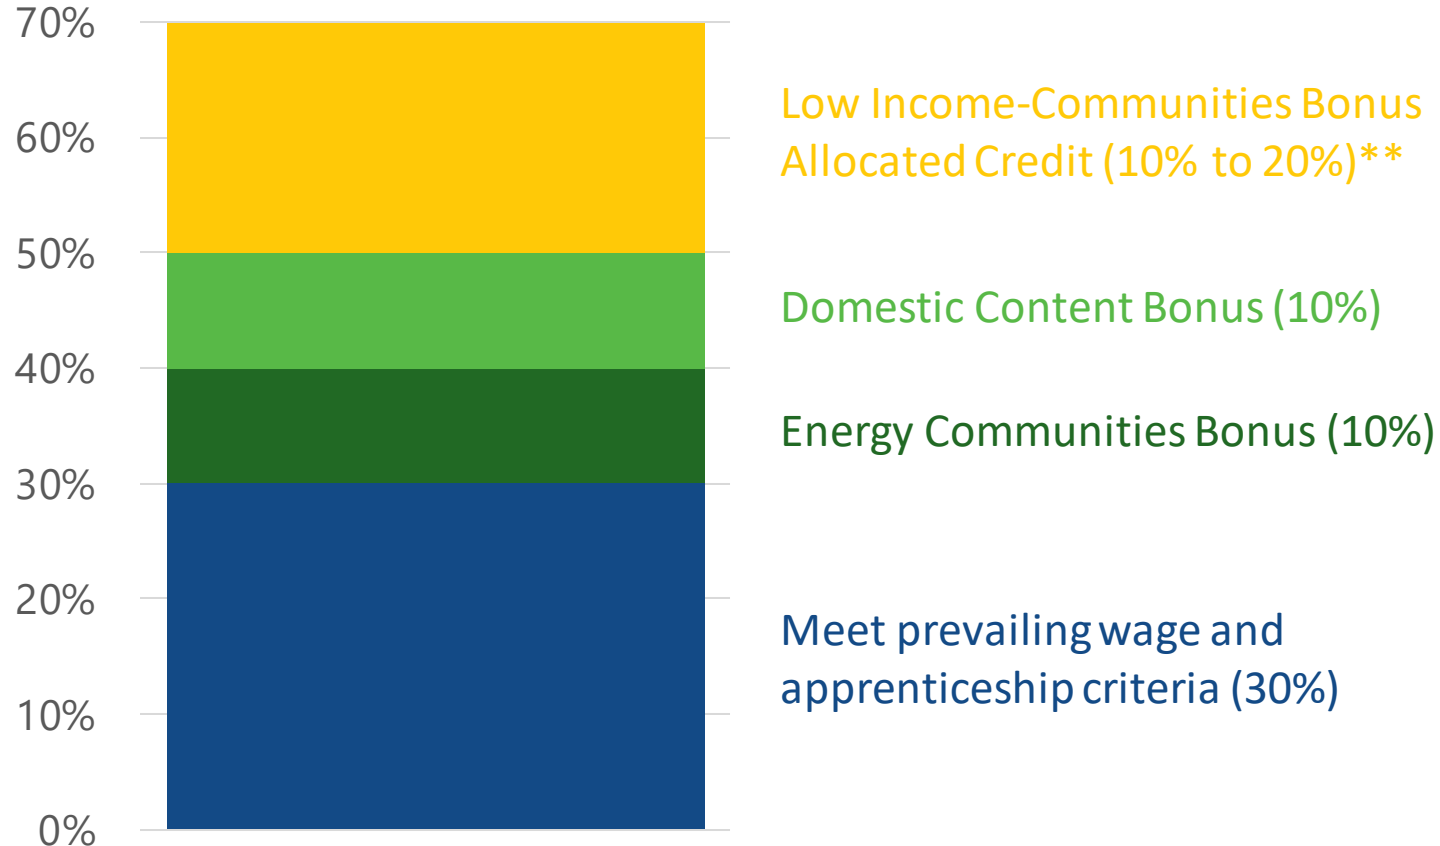 70%
60%
50%
40%
30%
20%
10%
0%
Low Income-Communities Bonus
Allocated Credit (10% to 20%)**
Domestic Content Bonus (10%)
Energy Communities Bonus (10%)
Meet prevailing wage and
apprenticeship criteria (30%)